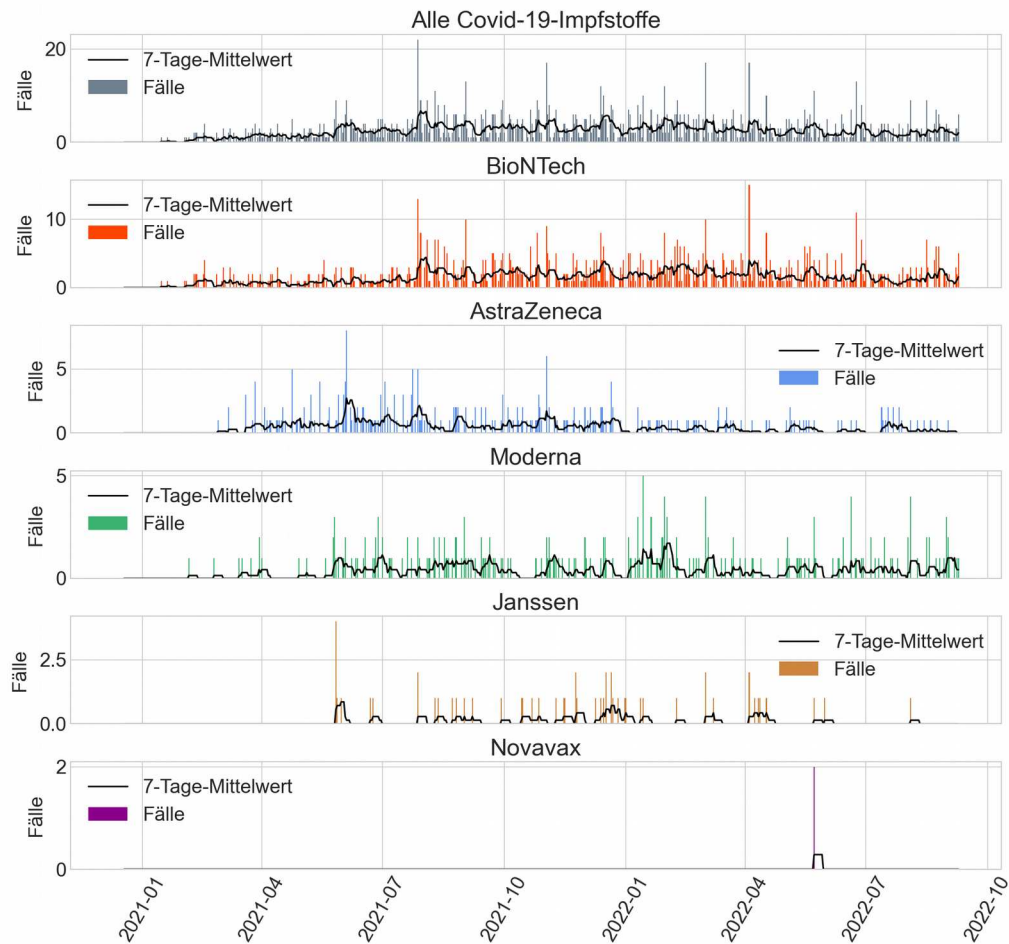 Alle Covid-19-Impfstoffe
Fälle
20
0
7-Tage-Mittelwert
Fälle
BioNTech
Fälle
10
0
7-Tage-Mittelwert
Fälle
AstraZeneca
Fälle
5
0
7-Tage-Mittelwert
Fälle
Moderna
Fälle
5
0
7-Tage-Mittelwert
Fälle
Janssen
Fälle
2.5
0.0
7-Tage-Mittelwert
Fälle
Novavax
Fälle
2
0
7-Tage-Mittelwert
Fälle
2021-01
2021-04
2021-07
2021-10
2022-01
2022-04
2022-07
2022-10